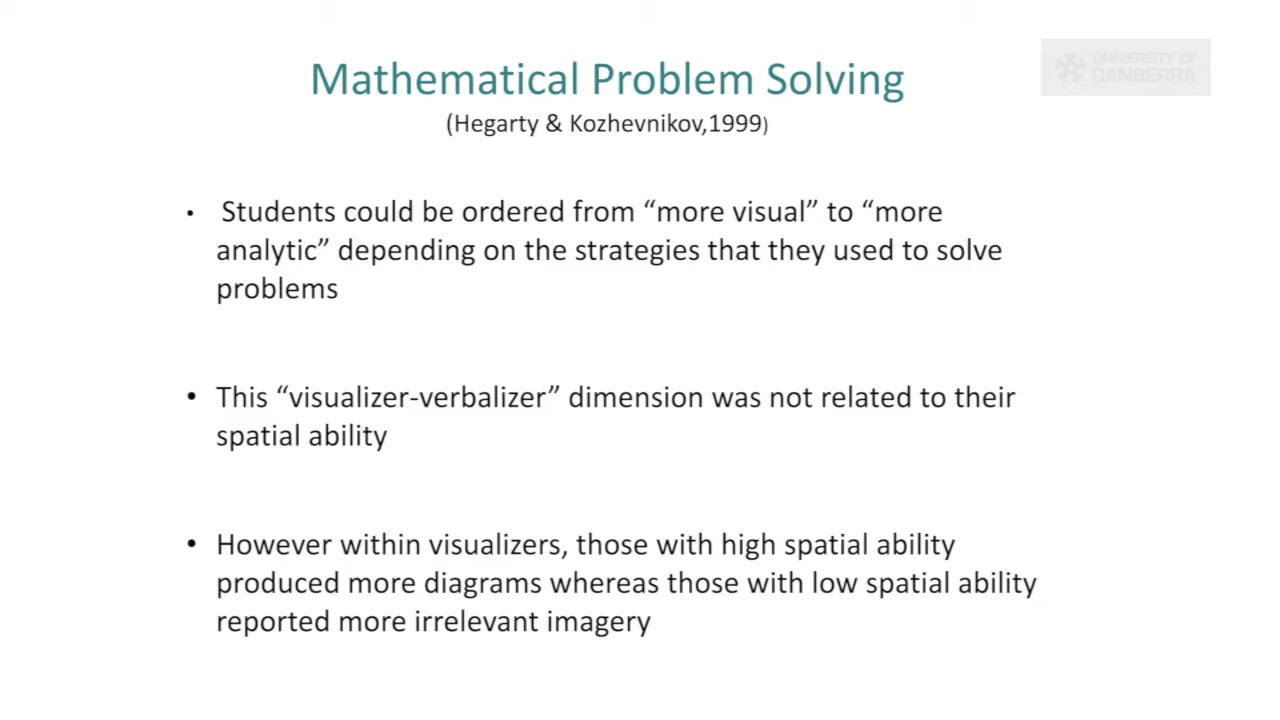 UNIVERSITY OF
CANBERRA
Mathematical Problem Solving
(Hegarty & Kozhevnikov,1999)
• Students could be ordered from “more visual” to “more
analytic” depending on the strategies that they used to solve
problems
• This “visualizer-verbalizer” dimension was not related to their
spatial ability
• However within visualizers, those with high spatial ability
produced more diagrams whereas those with low spatial ability
reported more irrelevant imagery